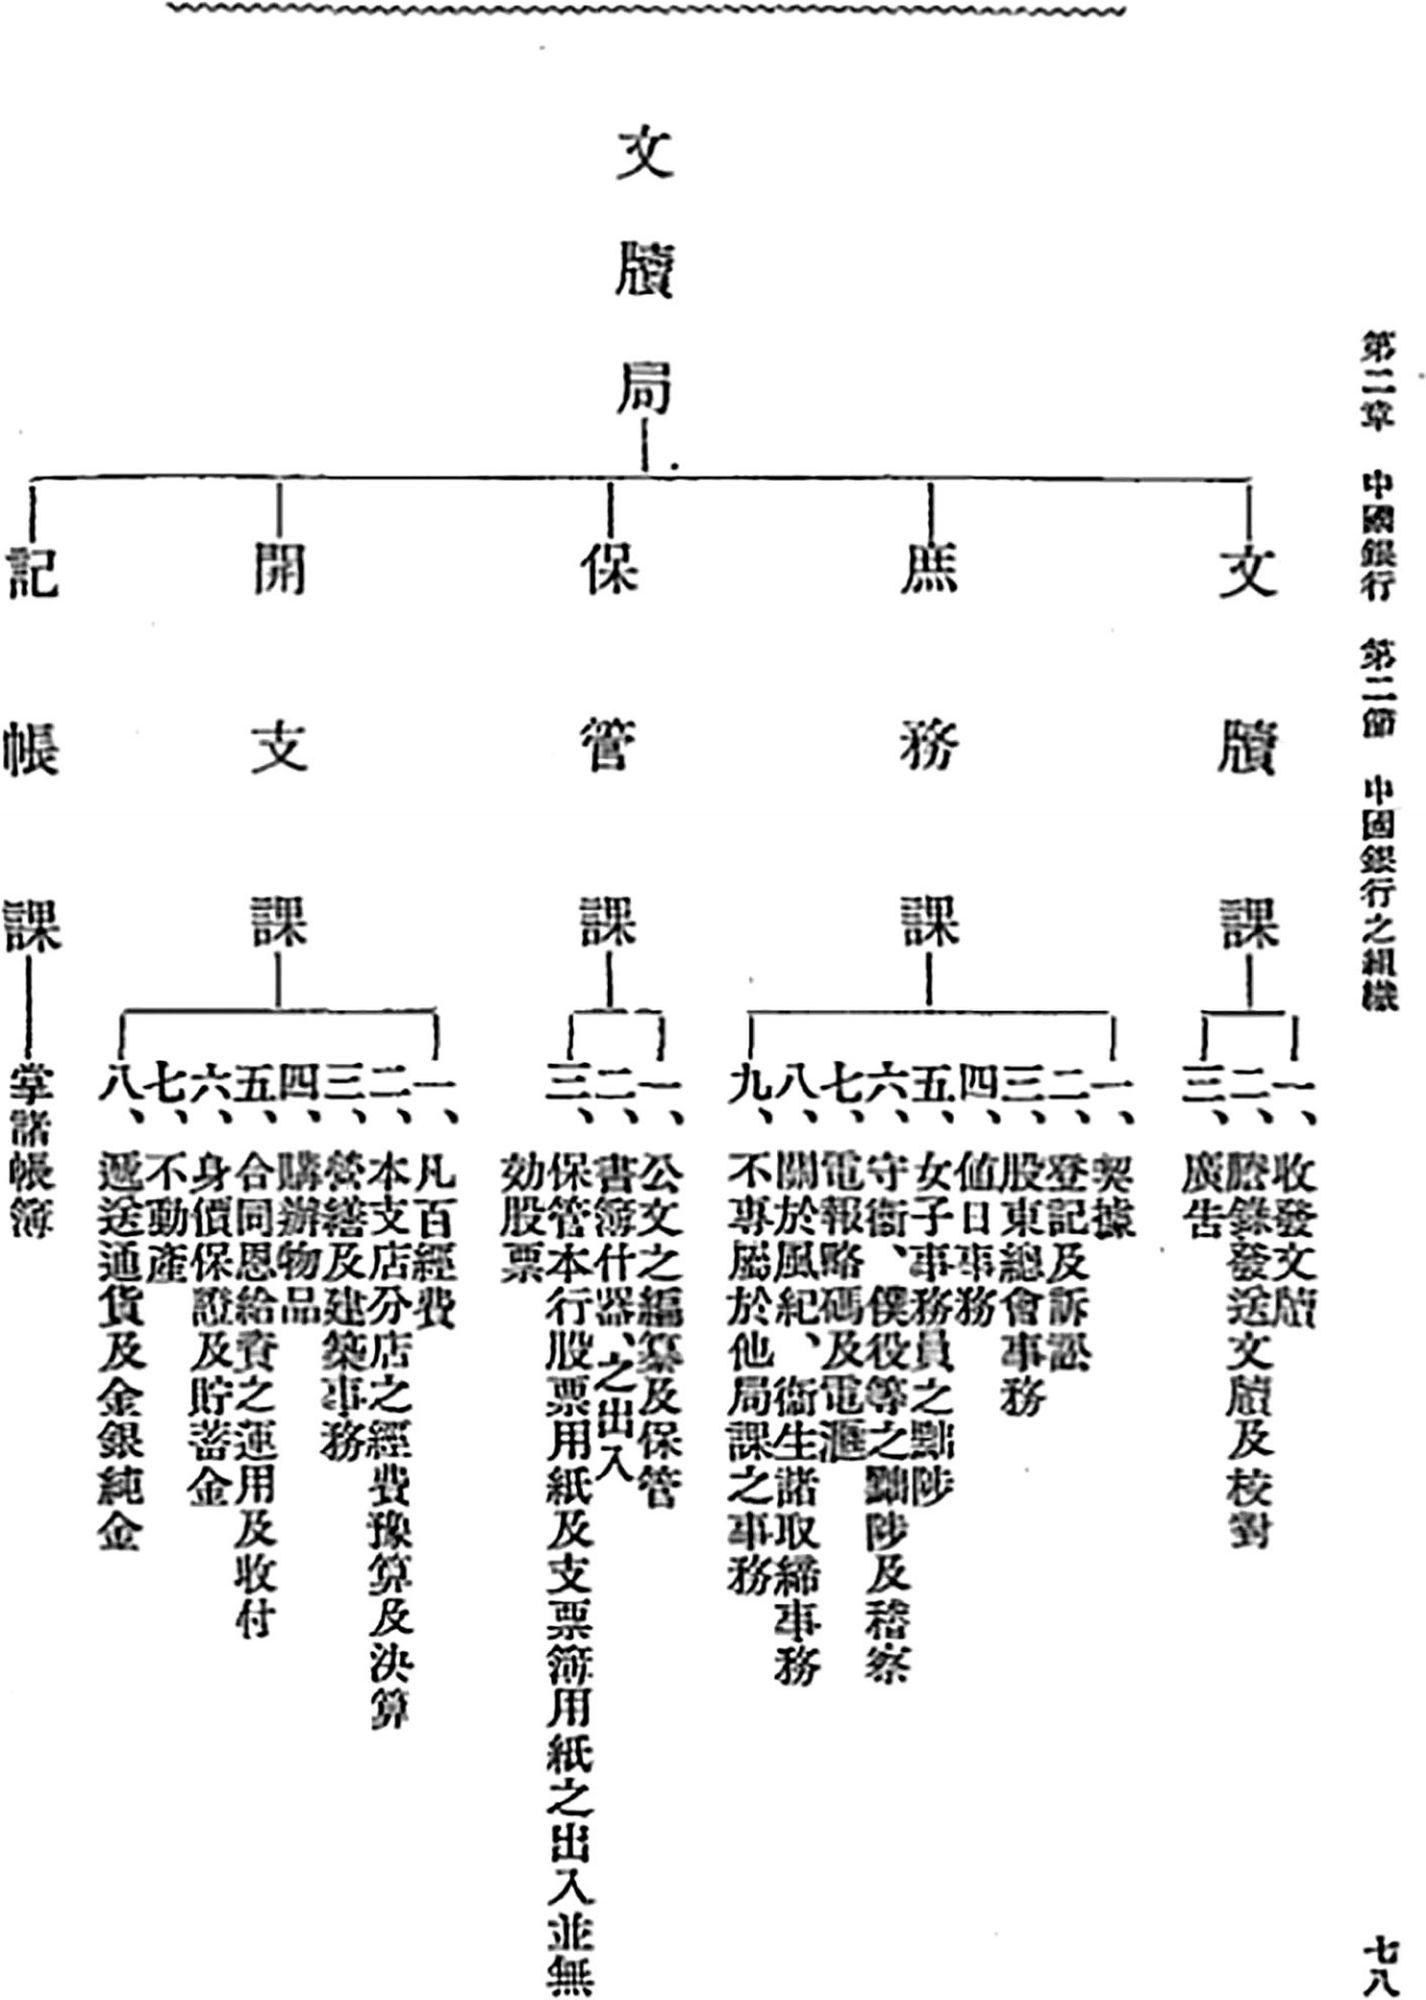 第二章　中國銀行　第二節　中國銀行之組織
七八
文牘局
文牘課
一、收發文牘
二、謄錄發送文牘及校對
三、廣告
庶務課
一、契據
二、登記及訴訟
三、股東總會事務
四、値日事務
五、女子事務員之黜陟
六、守衞、僕役等之黜陟及稽察
七、電報略碼及電滙
八、關於風紀、衞生諸取締事務
九、不專屬於他局課之事務
保管課
一、公文之編纂及保管
二、書簿什器、之出入
三、保管本行股票用紙及支票簿用紙之出入並無
効股票
開支課
一、凡百經費
二、本支店分店之經費豫算及決算
三、營繕及建築事務
四、購辦物品
五、合同恩給資之運用及收付
六、身價保證及貯蓄金
七、不動產
八、遞送通貨及金銀純金
記帳課
掌諸帳簿